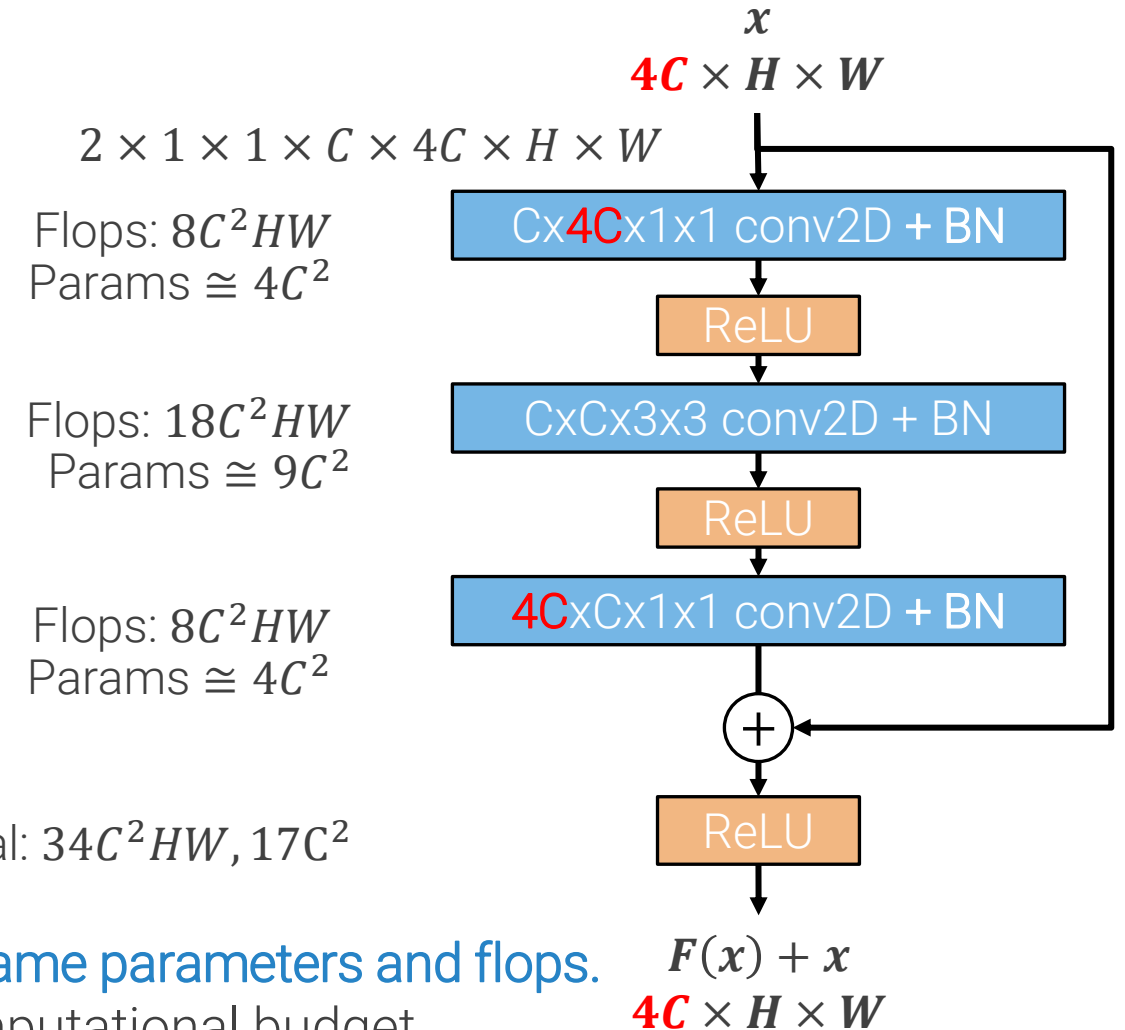 x
4C × H × W
2 × 1 × 1 × C × 4C × H × W
Flops: 8C²HW
Params ≅ 4C²
Cx4Cx1x1 conv2D + BN
ReLU
Flops: 18C²HW
Params ≅ 9C²
CxCx3x3 conv2D + BN
ReLU
Flops: 8C²HW
Params ≅ 4C²
4CxCx1x1 conv2D + BN
+
al: 34C²HW, 17C²
ReLU
ame parameters and flops.
F(x) + x
4C × H × W